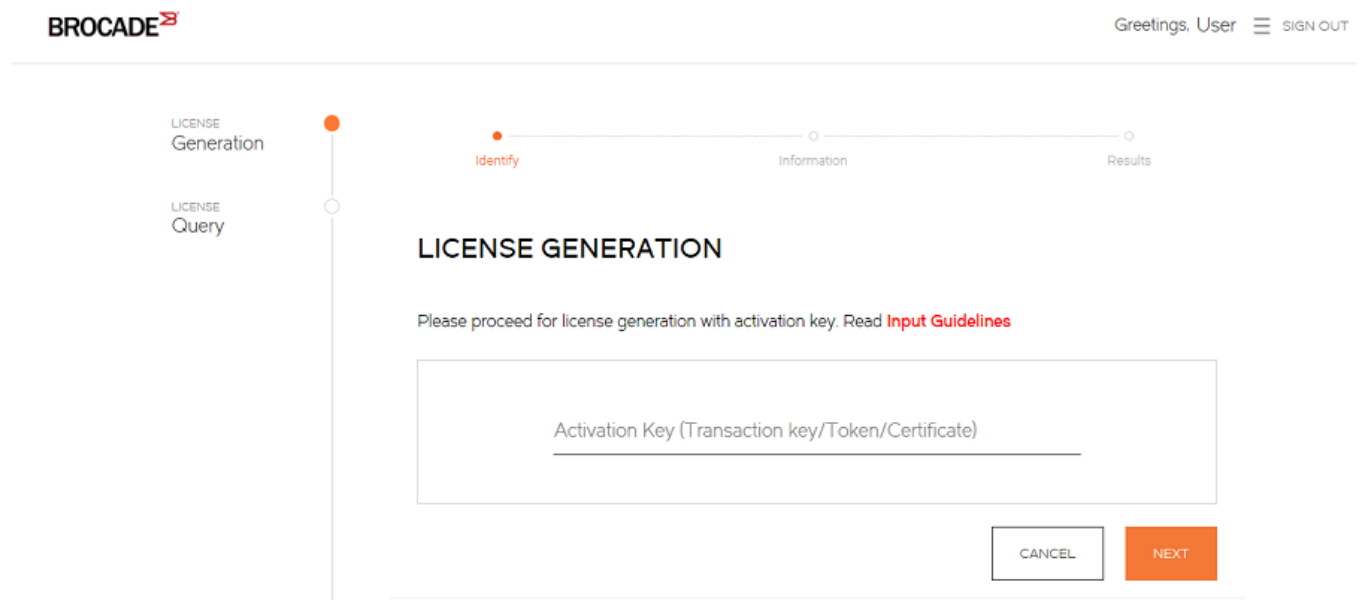 BROCADE
Greetings, User SIGN OUT
LICENSE
Generation
LICENSE
Query
Identify Information Results
LICENSE GENERATION
Please proceed for license generation with activation key. Read Input Guidelines
Activation Key (Transaction key/Token/Certificate)
CANCEL NEXT